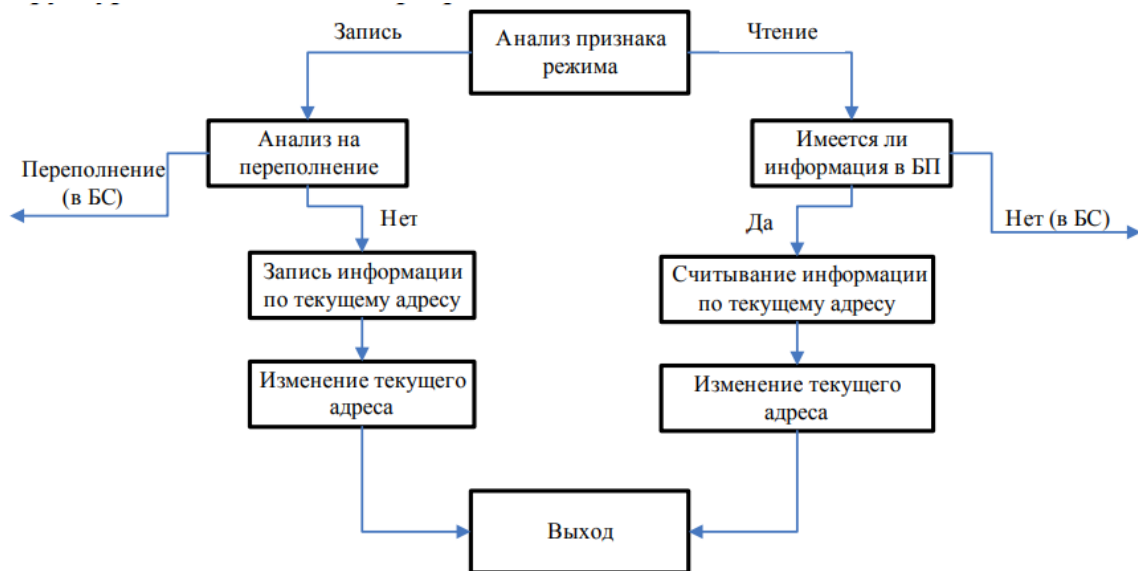 Запись
Анализ признака
режима
Чтение
Анализ на
переполнение
Имеется ли
информация в БП
Переполнение
(в БС)
Нет
Да
Нет (в БС)
Запись информации
по текущему адресу
Считывание информации
по текущему адресу
Изменение текущего
адреса
Изменение текущего
адреса
Выход